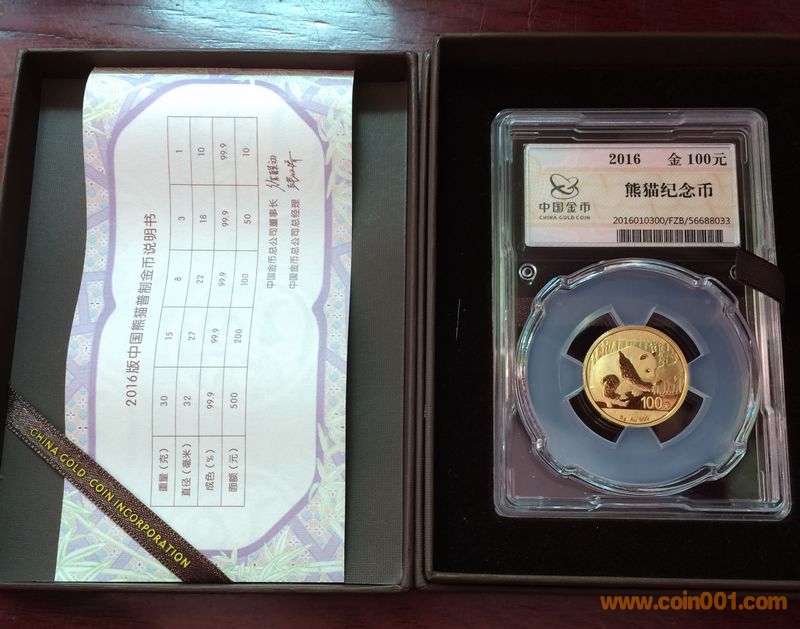 2016版中国熊猫普制金币说明书
重量（克） 30 15 8 3 1
直径（毫米） 32 27 22 18 10
成色（%） 99.9 99.9 99.9 99.9 99.9
面额（元） 500 200 100 50 10
中国金币总公司董事长
中国金币总公司总经理
CHINA GOLD COIN INCORPORATION
2016 金 100元
熊猫纪念币
中国金币
CHINA GOLD COIN
2016010300/FZB/56688033
100元
8g Au .999
www.coin001.com